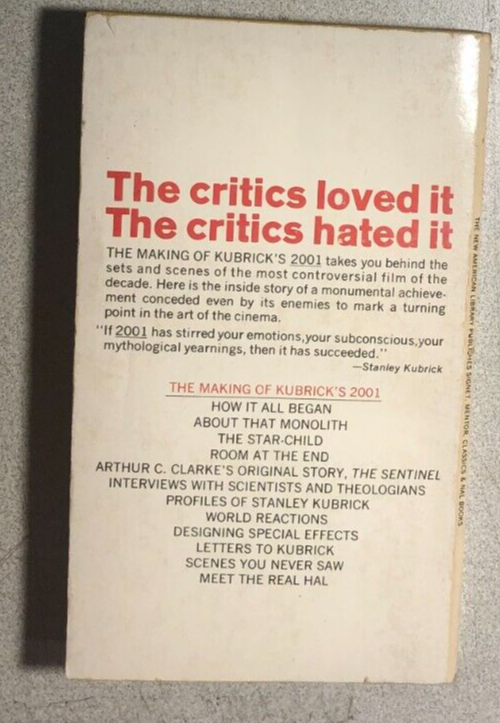 The critics loved it
The critics hated it
THE MAKING OF KUBRICK'S 2001 takes you behind the
sets and scenes of the most controversial film of the
decade. Here is the inside story of a monumental achieve-
ment conceded even by its enemies to mark a turning
point in the art of the cinema.
"If 2001 has stirred your emotions, your subconscious, your
mythological yearnings, then it has succeeded."
—Stanley Kubrick
THE MAKING OF KUBRICK'S 2001
HOW IT ALL BEGAN
ABOUT THAT MONOLITH
THE STAR-CHILD
ROOM AT THE END
ARTHUR C. CLARKE'S ORIGINAL STORY, THE SENTINEL
INTERVIEWS WITH SCIENTISTS AND THEOLOGIANS
PROFILES OF STANLEY KUBRICK
WORLD REACTIONS
DESIGNING SPECIAL EFFECTS
LETTERS TO KUBRICK
SCENES YOU NEVER SAW
MEET THE REAL HAL
THE NEW AMERICAN LIBRARY PUBLISHES SIGNET, MENTOR, CLASSICS & NAL BOOKS